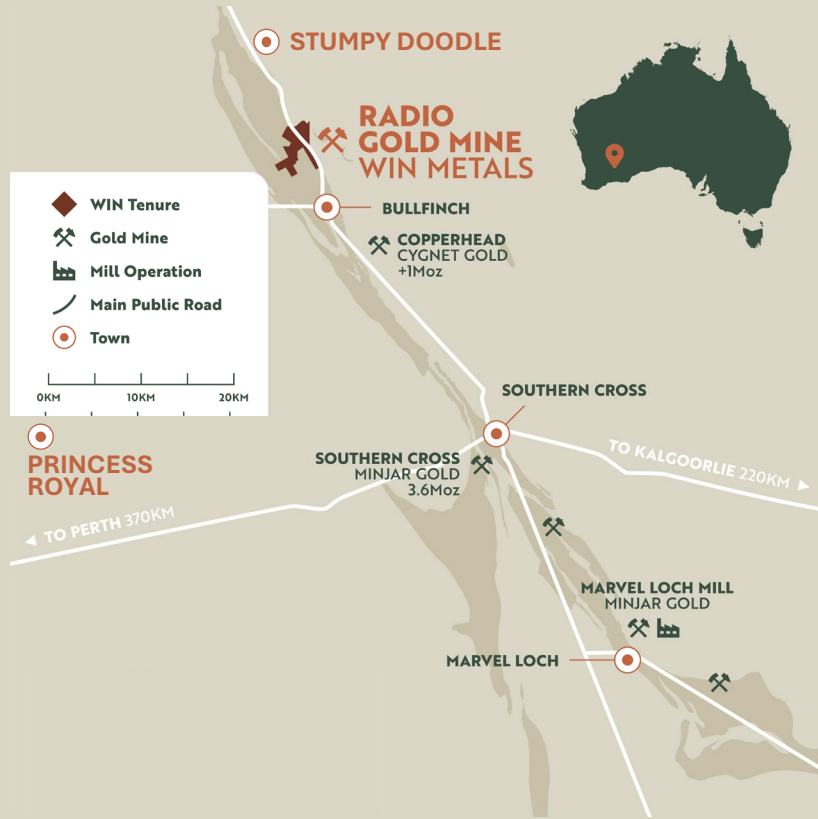 STUMPY DOODLE
RADIO
GOLD MINE
WIN METALS
WIN Tenure
Gold Mine
Mill Operation
Main Public Road
Town
0KM 10KM 20KM
BULLFINCH
COPPERHEAD
CYGNET GOLD
+1Moz
SOUTHERN CROSS
PRINCESS
ROYAL
SOUTHERN CROSS
MINJAR GOLD
3.6Moz
TO KALGOORLIE 220KM
TO PERTH 370KM
MARVEL LOCH MILL
MINJAR GOLD
MARVEL LOCH